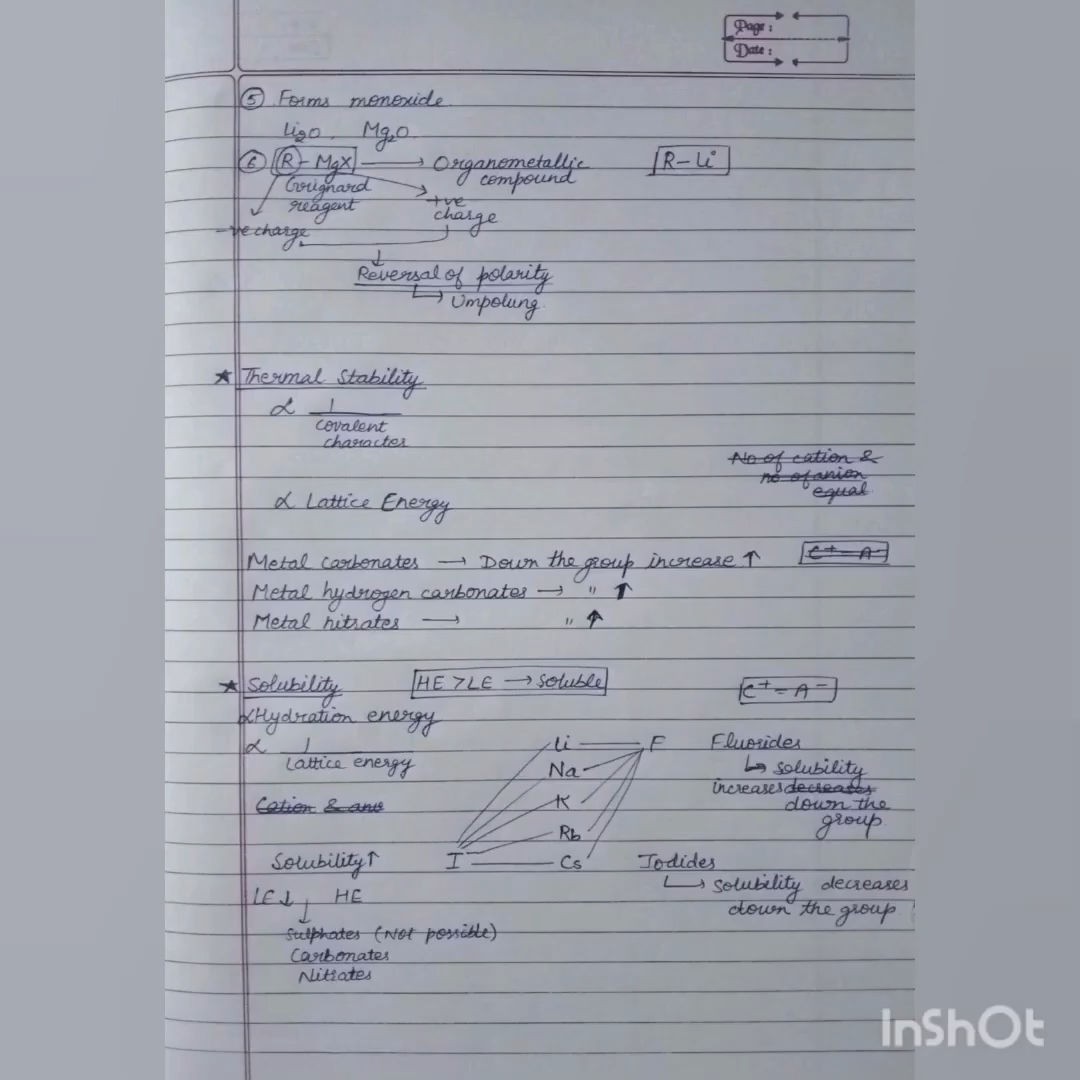 Page :
Date :
⑤ Forms monoxide.
Li₂O, Mg₂O
⑥ R - MgX → Organometallic compound R-Li
Grignard reagent
+ve charge
-ve charge
Reversal of polarity
↳ Umpolung.
★ Thermal Stability
∝ 1 / covalent character
No of cation & no of anion equal
∝ Lattice Energy
C⁺ - A⁻
Metal carbonates → Down the group increase ↑
Metal hydrogen carbonates → " ↑
Metal nitrates → " ↑
★ Solubility HE > LE → Soluble C⁺ = A⁻
∝ Hydration energy
∝ 1 / Lattice energy
Li F
Na
K
Rb
I Cs
Fluorides
↳ solubility
increases decreases
down the
group
Cation & ano
Solubility ↑
Iodides
↳ solubility decreases
down the group
LE↓ HE
Sulphates (Not possible)
Carbonates
Nitrates
InShOt